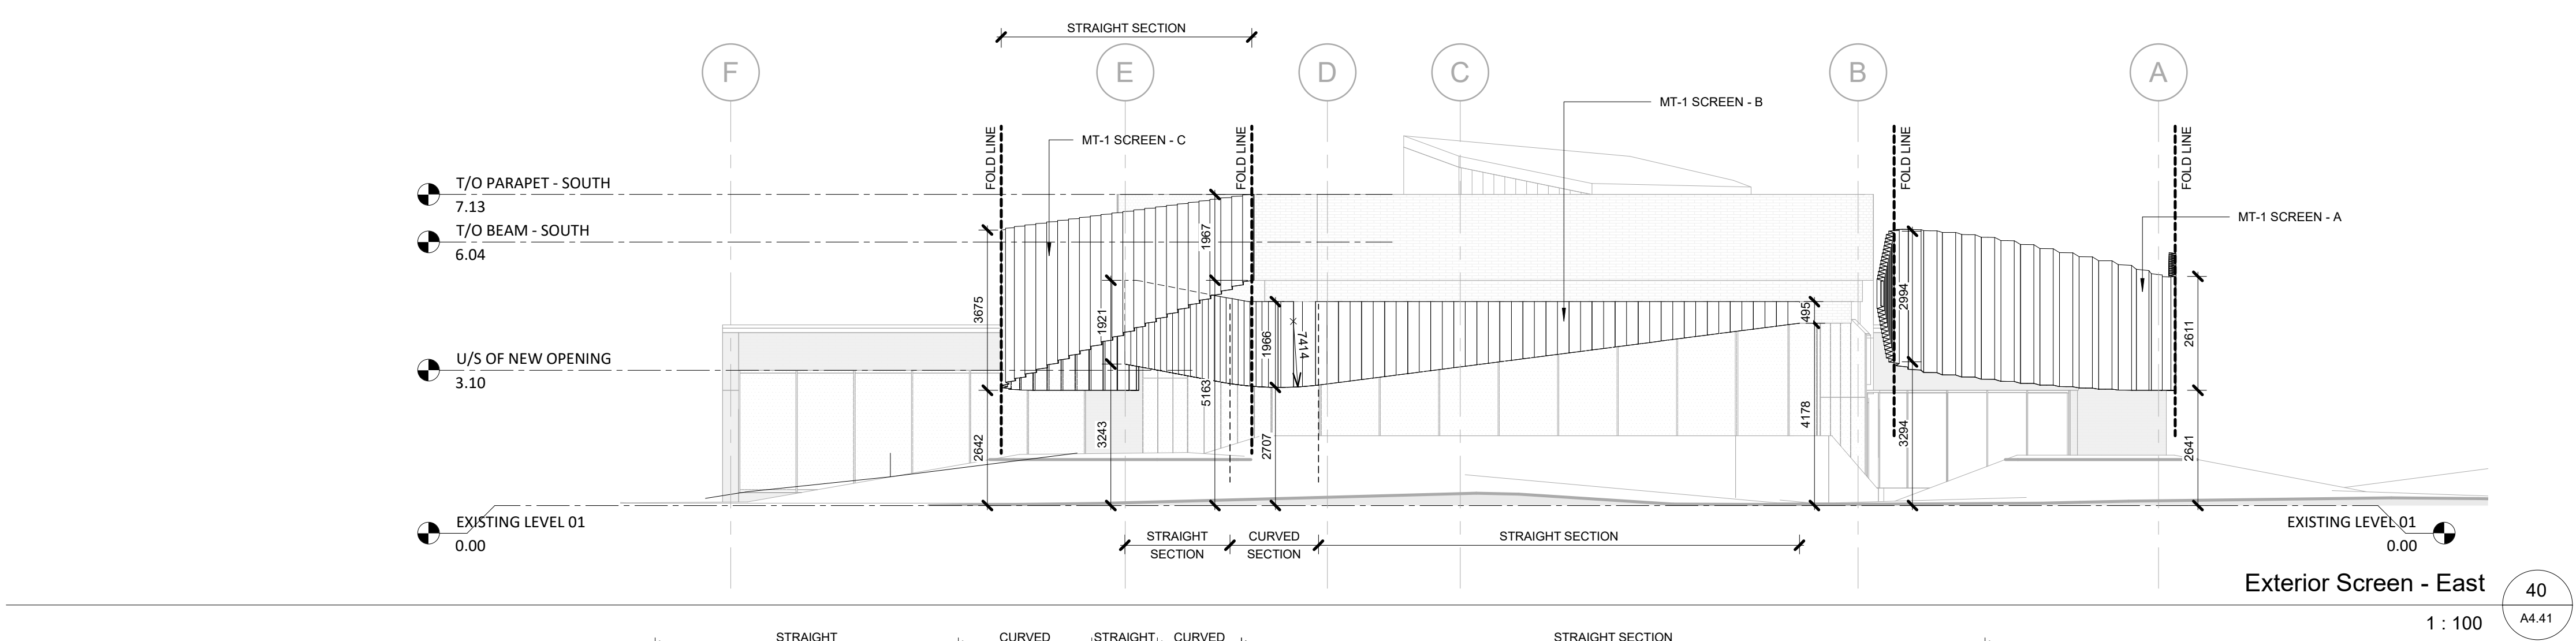 STRAIGHT SECTION
F
E
D
C
B
A
MT-1 SCREEN - B
MT-1 SCREEN - C
FOLD LINE
FOLD LINE
FOLD LINE
FOLD LINE
T/O PARAPET - SOUTH
7.13
T/O BEAM - SOUTH
6.04
U/S OF NEW OPENING
3.10
MT-1 SCREEN - A
3675
2642
1921
3243
1967
5163
1966
2707
7414
495
4178
2994
3294
2611
2641
EXISTING LEVEL 01
0.00
STRAIGHT
SECTION
CURVED
SECTION
STRAIGHT SECTION
EXISTING LEVEL 01
0.00
Exterior Screen - East
40
A4.41
1 : 100
STRAIGHT
CURVED
STRAIGHT
CURVED
STRAIGHT SECTION